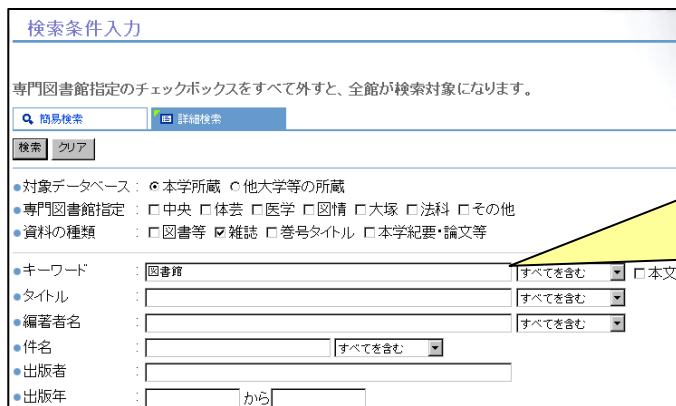 検索条件入力
専門図書館指定のチェックボックスをすべて外すと、全館が検索対象になります。
簡易検索 詳細検索
検索 クリア
対象データベース : 本学所蔵 他大学等の所蔵
専門図書館指定 : 中央 体芸 医学 図情 大塚 法科 その他
資料の種類 : 図書等 雑誌 巻号タイトル 本学紀要・論文等
キーワード : 図書館 すべてを含む 本文
タイトル : すべてを含む
編著者名 : すべてを含む
件名 : すべてを含む
出版者 :
出版年 : から